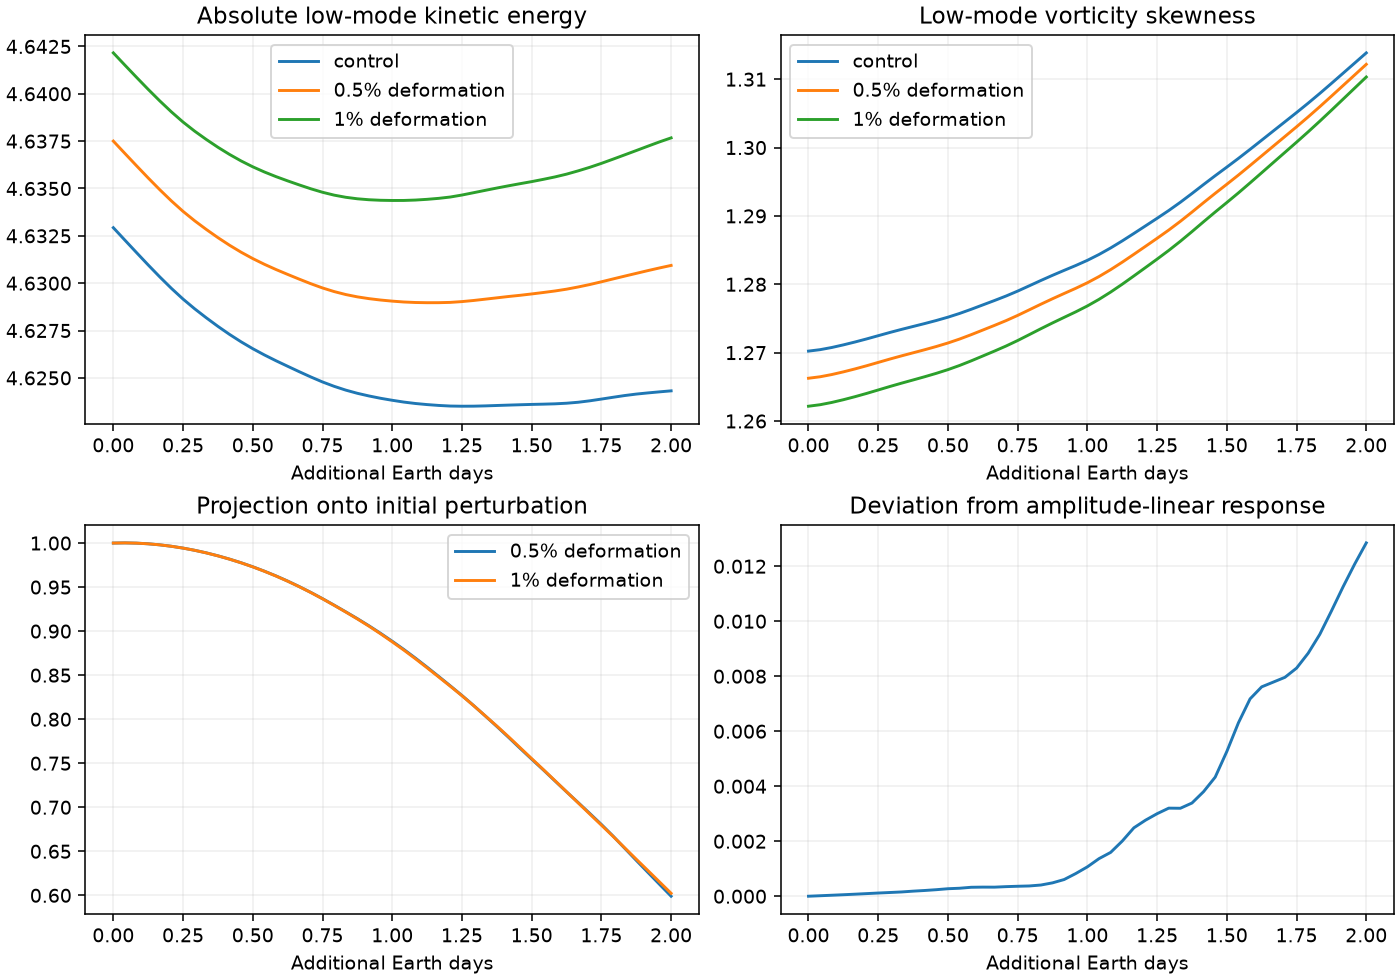 Absolute low-mode kinetic energy
4.6425
4.6400
4.6375
4.6350
4.6325
4.6300
4.6275
4.6250
control
0.5% deformation
1% deformation
0.00 0.25 0.50 0.75 1.00 1.25 1.50 1.75 2.00
Additional Earth days
Low-mode vorticity skewness
1.31
1.30
1.29
1.28
1.27
1.26
control
0.5% deformation
1% deformation
0.00 0.25 0.50 0.75 1.00 1.25 1.50 1.75 2.00
Additional Earth days
Projection onto initial perturbation
1.00
0.95
0.90
0.85
0.80
0.75
0.70
0.65
0.60
0.5% deformation
1% deformation
0.00 0.25 0.50 0.75 1.00 1.25 1.50 1.75 2.00
Additional Earth days
Deviation from amplitude-linear response
0.012
0.010
0.008
0.006
0.004
0.002
0.000
0.00 0.25 0.50 0.75 1.00 1.25 1.50 1.75 2.00
Additional Earth days